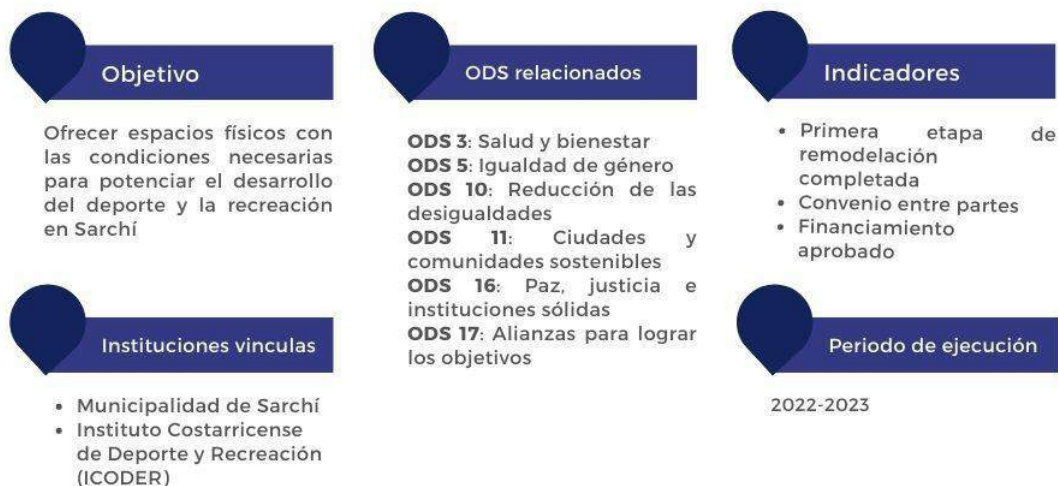 Objetivo
Ofrecer espacios físicos con
las condiciones necesarias
para potenciar el desarrollo
del deporte y la recreación
en Sarchí
Instituciones vinculas
• Municipalidad de Sarchí
• Instituto Costarricense
de Deporte y Recreación
(ICODER)
ODS relacionados
ODS 3: Salud y bienestar
ODS 5: Igualdad de género
ODS 10: Reducción de las
desigualdades
ODS 11: Ciudades y
comunidades sostenibles
ODS 16: Paz, justicia e
instituciones sólidas
ODS 17: Alianzas para lograr
los objetivos
Indicadores
• Primera etapa de
remodelación
completada
• Convenio entre partes
• Financiamiento
aprobado
Periodo de ejecución
2022-2023